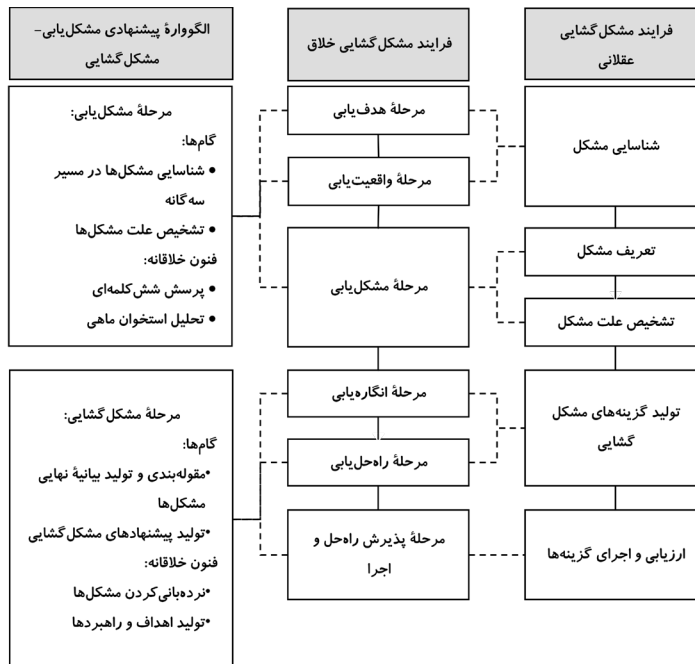 فرایند مشکل‌گشایی
عقلانی
شناسایی مشکل
تعریف مشکل
تشخیص علت مشکل
تولید گزینه‌های مشکل
گشایی
ارزیابی و اجرای گزینه‌ها
فرایند مشکل‌گشایی خلاق
مرحلهٔ هدف‌یابی
مرحلهٔ واقعیت‌یابی
مرحلهٔ مشکل‌یابی
مرحلهٔ انگاره‌یابی
مرحلهٔ راه‌حل‌یابی
مرحلهٔ پذیرش راه‌حل و
اجرا
الگووارهٔ پیشنهادی مشکل‌یابی–
مشکل‌گشایی
مرحلهٔ مشکل‌یابی:
گام‌ها:
• شناسایی مشکل‌ها در مسیر
سه‌گانه
• تشخیص علت مشکل‌ها
فنون خلاقانه:
• پرسش شش‌کلمه‌ای
• تحلیل استخوان ماهی
مرحلهٔ مشکل‌گشایی:
گام‌ها:
•مقوله‌بندی و تولید بیانیهٔ نهایی
مشکل‌ها
•تولید پیشنهادهای مشکل‌گشایی
فنون خلاقانه:
•نرده‌بانی‌کردن مشکل‌ها
•تولید اهداف و راهبردها